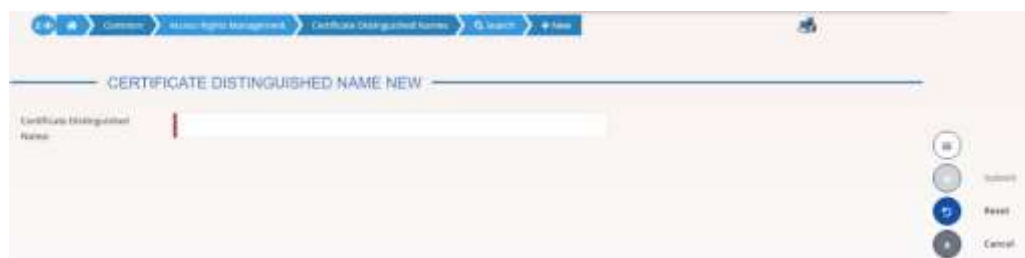 Common
Access Rights Management
Certificate Distinguished Names
Search
New
CERTIFICATE DISTINGUISHED NAME NEW
Certificate Distinguished
Name:
Submit
Reset
Cancel